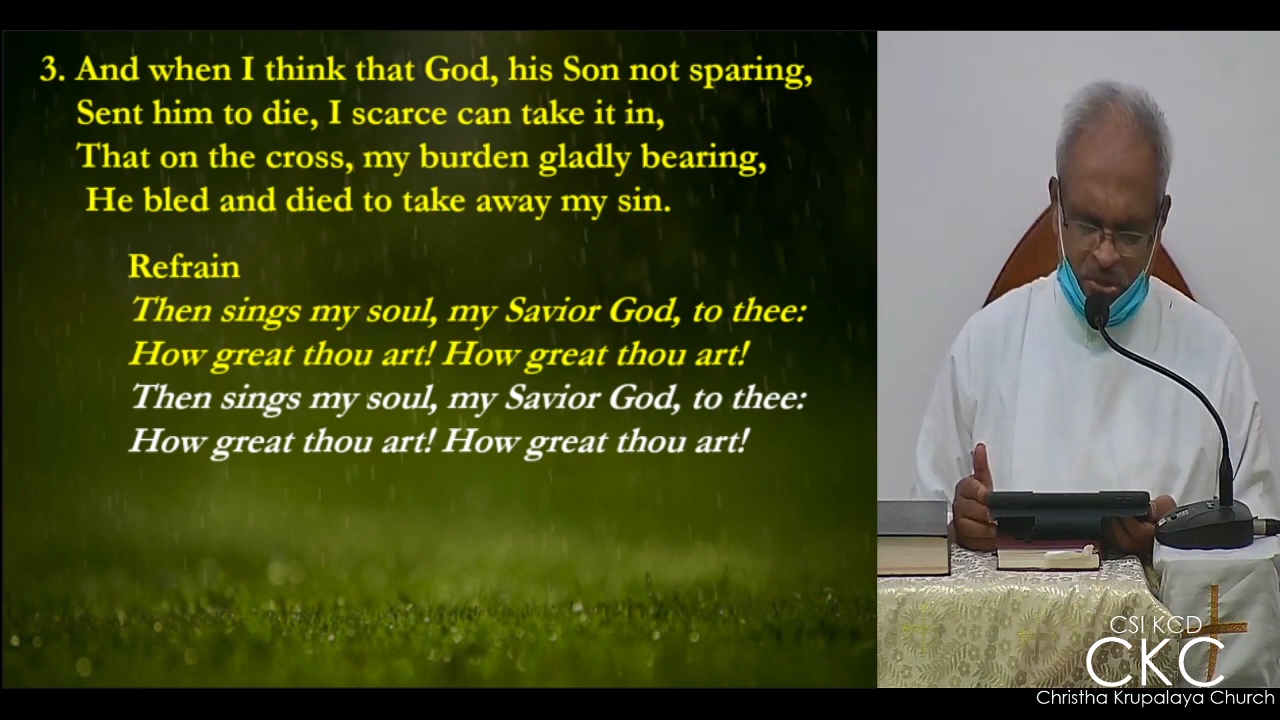 3. And when I think that God, his Son not sparing,
Sent him to die, I scarce can take it in,
That on the cross, my burden gladly bearing,
He bled and died to take away my sin.
Refrain
Then sings my soul, my Savior God, to thee:
How great thou art! How great thou art!
Then sings my soul, my Savior God, to thee:
How great thou art! How great thou art!
CSI KCD
CKC
Christha Krupalaya Church